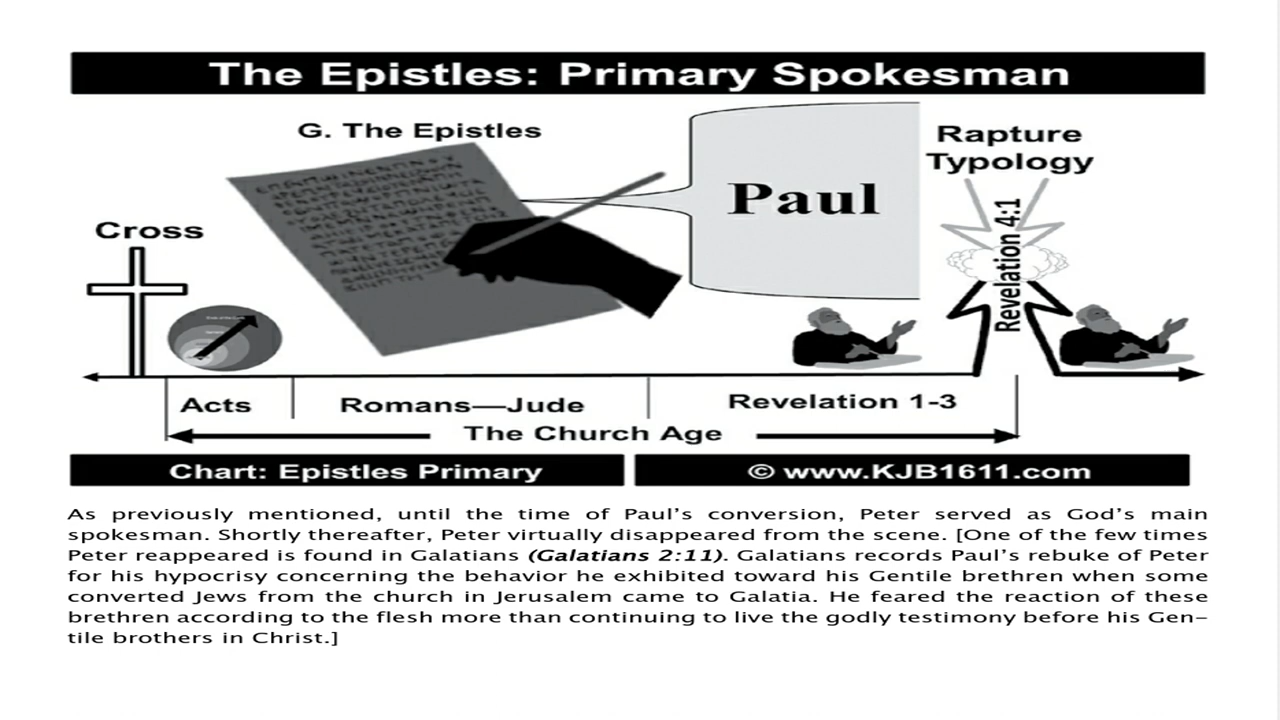 The Epistles: Primary Spokesman
G. The Epistles
Rapture
Typology
Paul
Cross
Revelation 4:1
Acts
Romans—Jude
Revelation 1-3
The Church Age
Chart: Epistles Primary
© www.KJB1611.com
As previously mentioned, until the time of Paul's conversion, Peter served as God's main
spokesman. Shortly thereafter, Peter virtually disappeared from the scene. [One of the few times
Peter reappeared is found in Galatians (Galatians 2:11). Galatians records Paul's rebuke of Peter
for his hypocrisy concerning the behavior he exhibited toward his Gentile brethren when some
converted Jews from the church in Jerusalem came to Galatia. He feared the reaction of these
brethren according to the flesh more than continuing to live the godly testimony before his Gen-
tile brothers in Christ.]